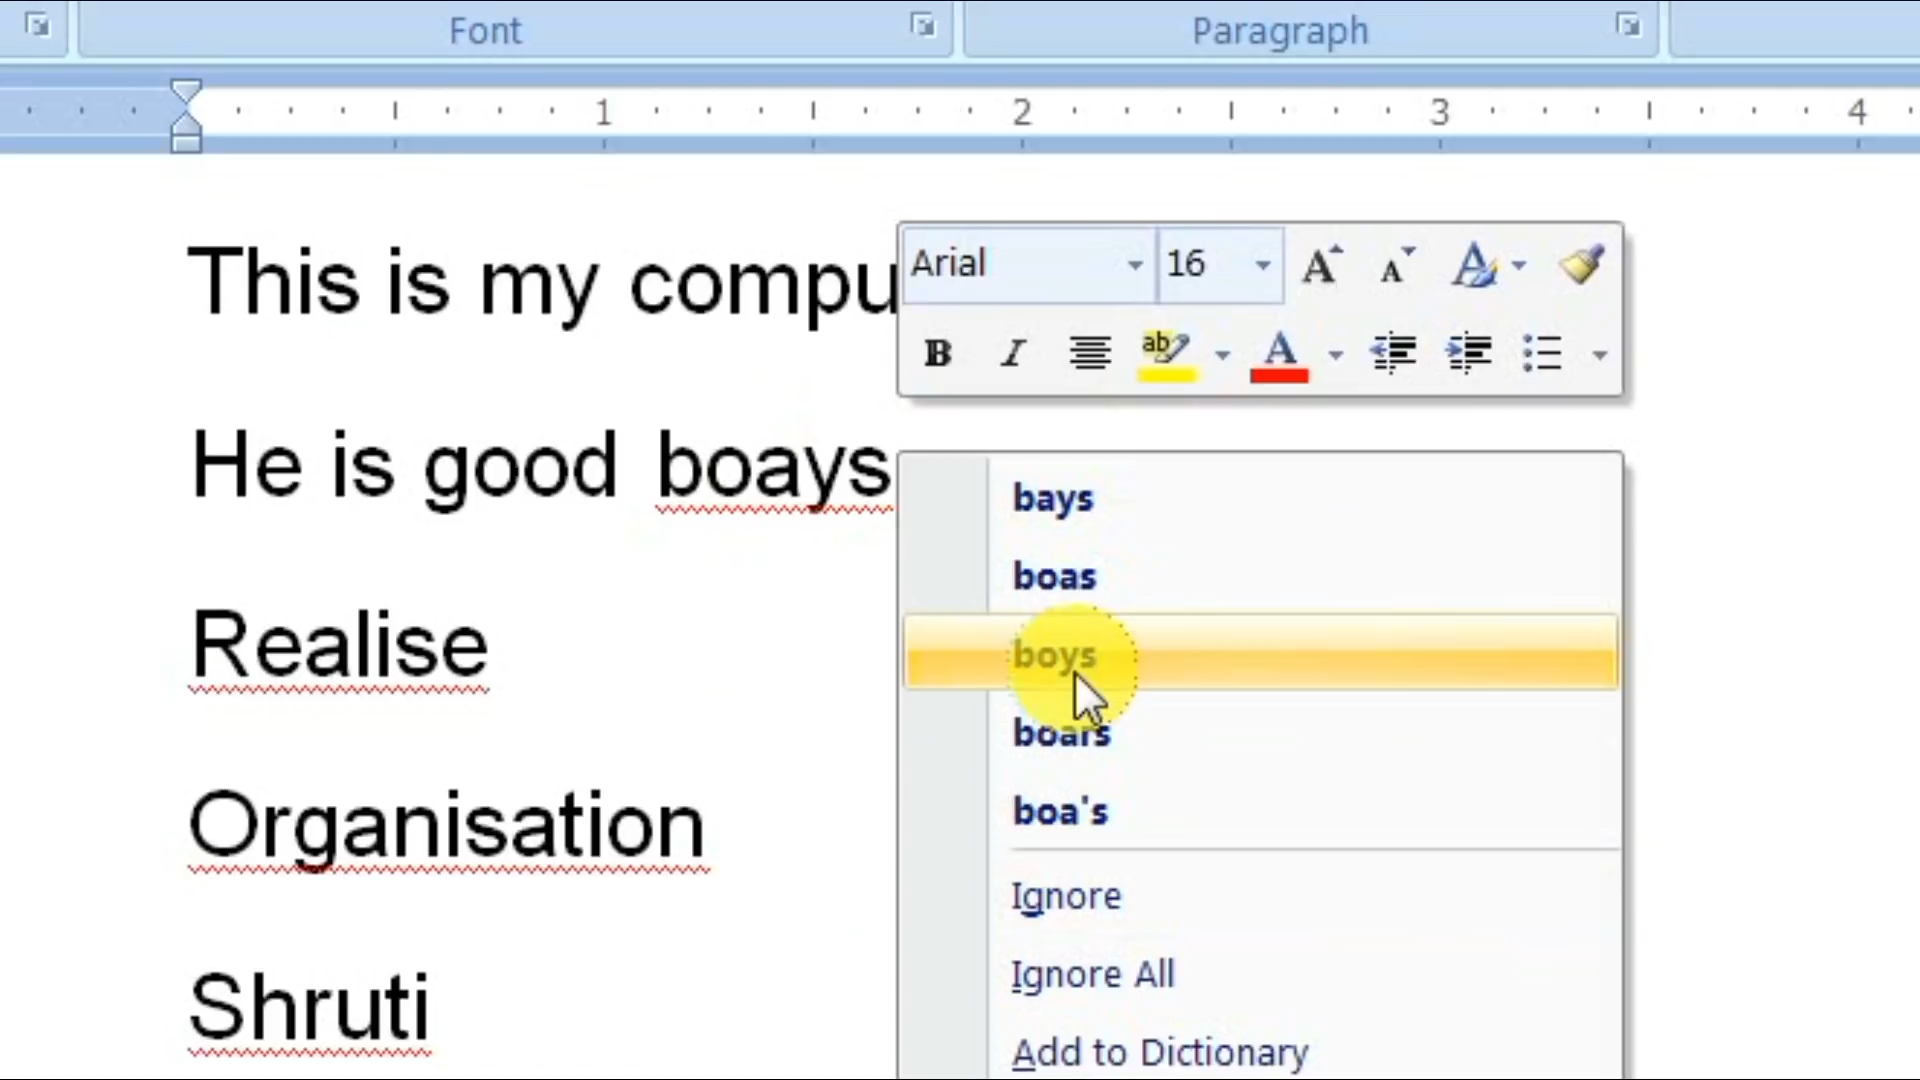 Font Paragraph
1 2 3 4
This is my compu
Arial 16
He is good boays
bays
boas
boys
boars
boa's
Realise
Organisation
Ignore
Ignore All
Shruti
Add to Dictionary